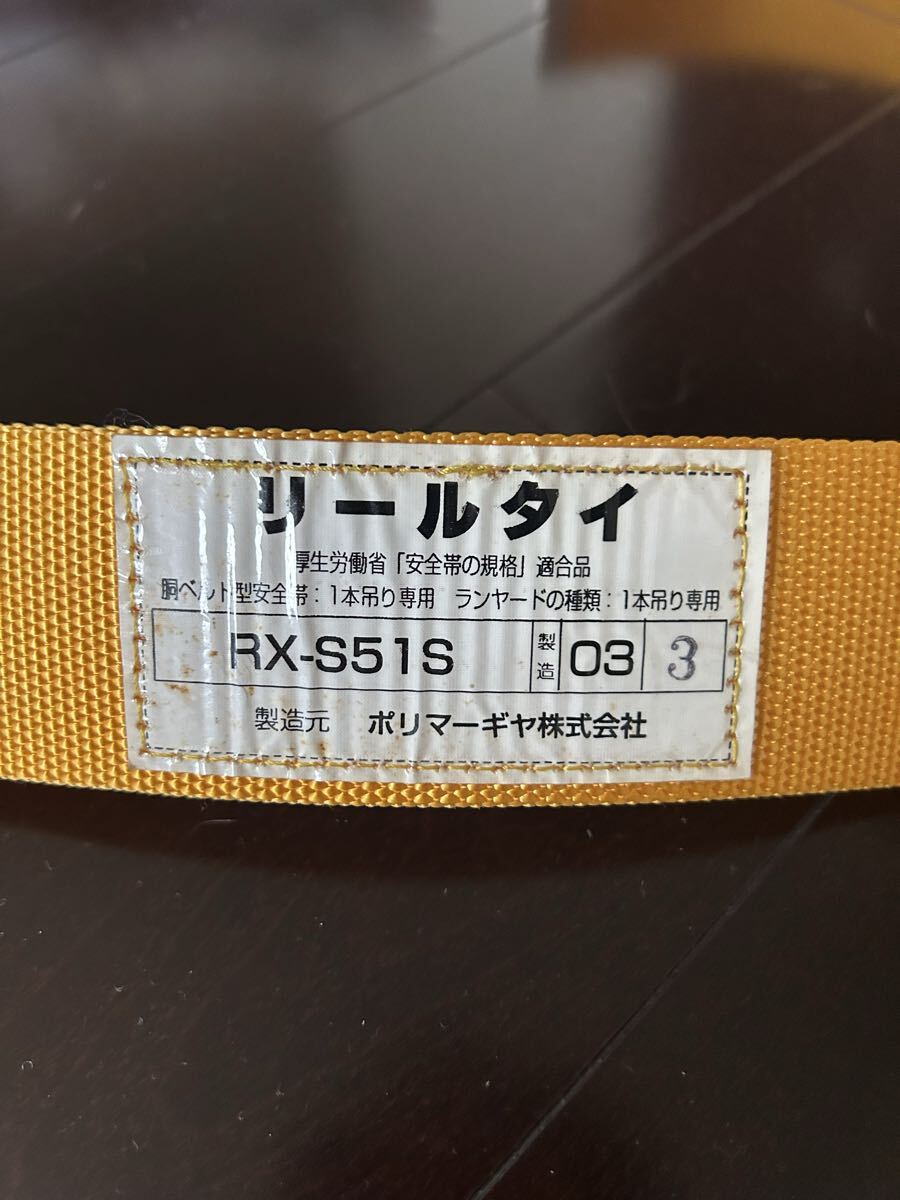 リールタイ
厚生労働省「安全帯の規格」適合品
胴ベルト型安全帯:1本吊り専用 ランヤードの種類:1本吊り専用
RX-S51S 製造 03 3
製造元 ポリマーギヤ株式会社